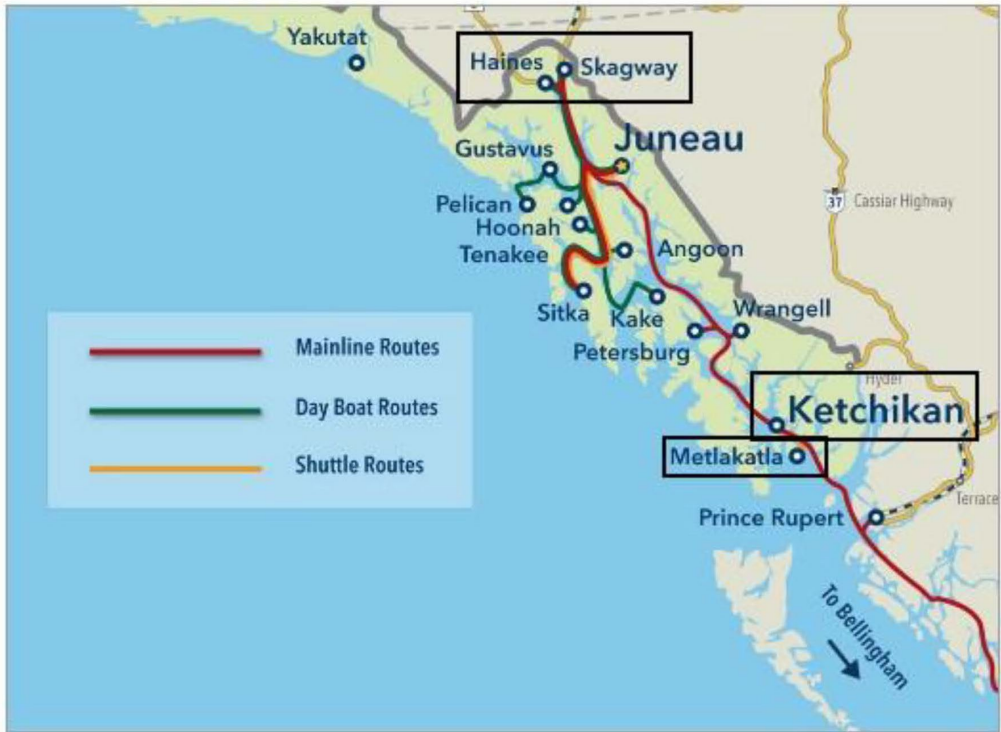 Yakutat
Haines
Skagway
Juneau
Gustavus
37
Cassiar Highway
Pelican
Hoonah
Tenakee
Angoon
Sitka
Kake
Wrangell
Petersburg
Mainline Routes
Day Boat Routes
Shuttle Routes
Hyder
Ketchikan
Metlakatla
Terrace
Prince Rupert
To Bellingham